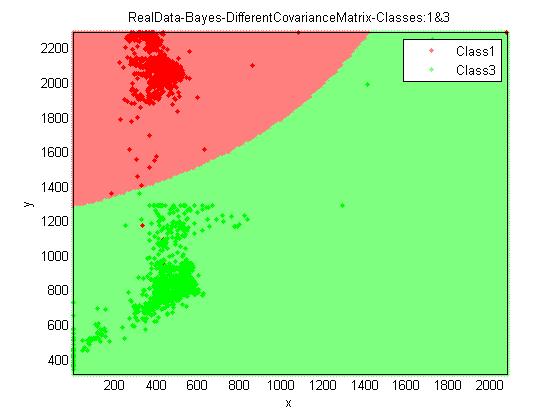 RealData-Bayes-DifferentCovarianceMatrix-Classes:1&3
Class1
Class3
2200
2000
1800
1600
1400
1200
1000
800
600
400
y
200 400 600 800 1000 1200 1400 1600 1800 2000
x